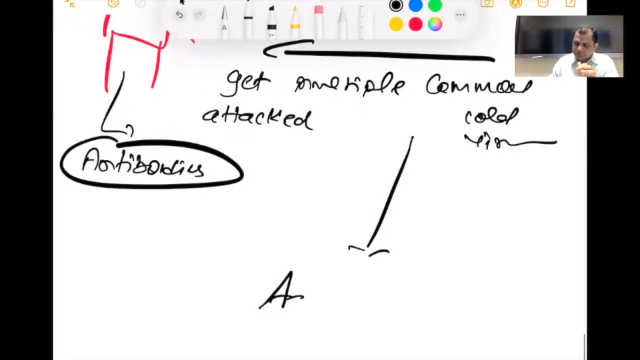 get multiple common
attacked cold
Antibodies
A